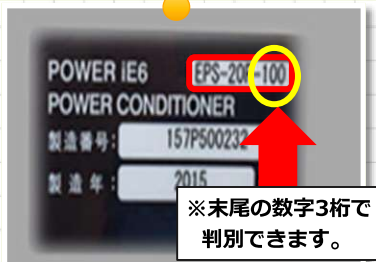 POWER iE6 EPS-20S-100
POWER CONDITIONER
製造番号: 157P500232
製造年: 2015
※末尾の数字3桁で
判別できます。